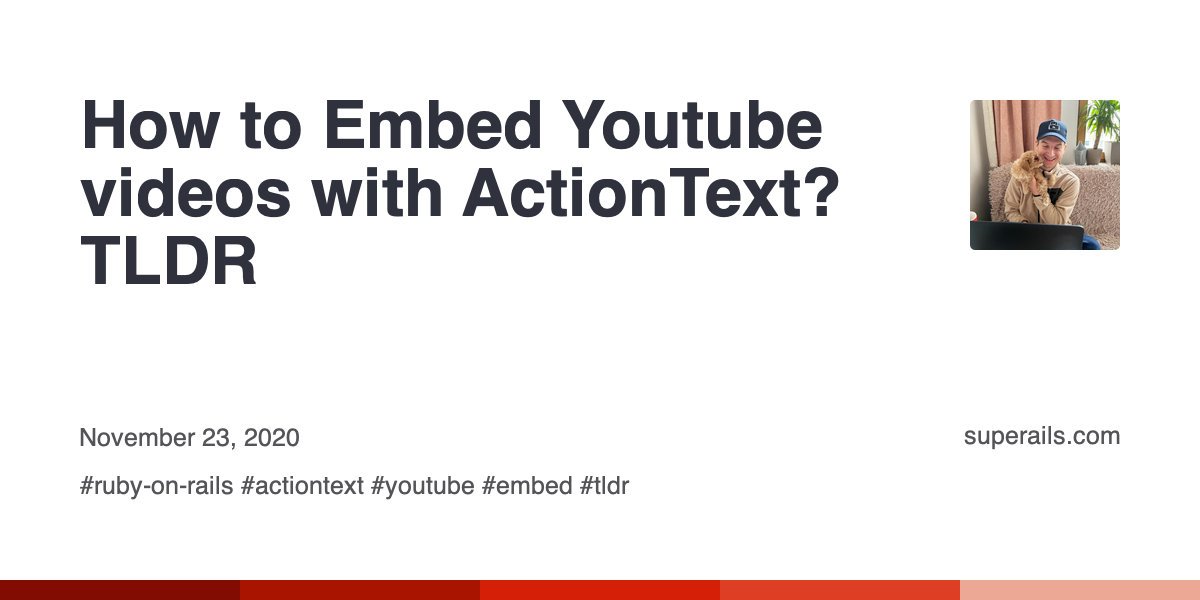 How to Embed Youtube
videos with ActionText?
TLDR
November 23, 2020
superails.com
#ruby-on-rails #actiontext #youtube #embed #tldr